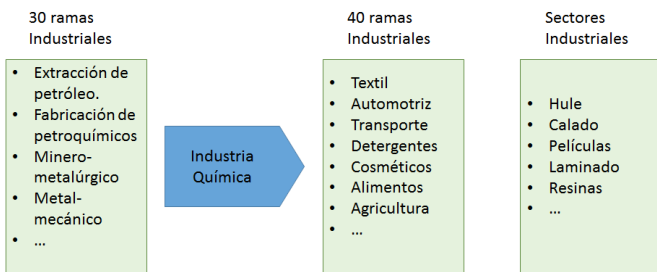 30 ramas
Industriales
• Extracción de
petróleo.
• Fabricación de
petroquímicos
• Minero-
metalúrgico
• Metal-
mecánico
• ...
Industria
Química
40 ramas
Industriales
• Textil
• Automotriz
• Transporte
• Detergentes
• Cosméticos
• Alimentos
• Agricultura
• ...
Sectores
Industriales
• Hule
• Calado
• Películas
• Laminado
• Resinas
• ...